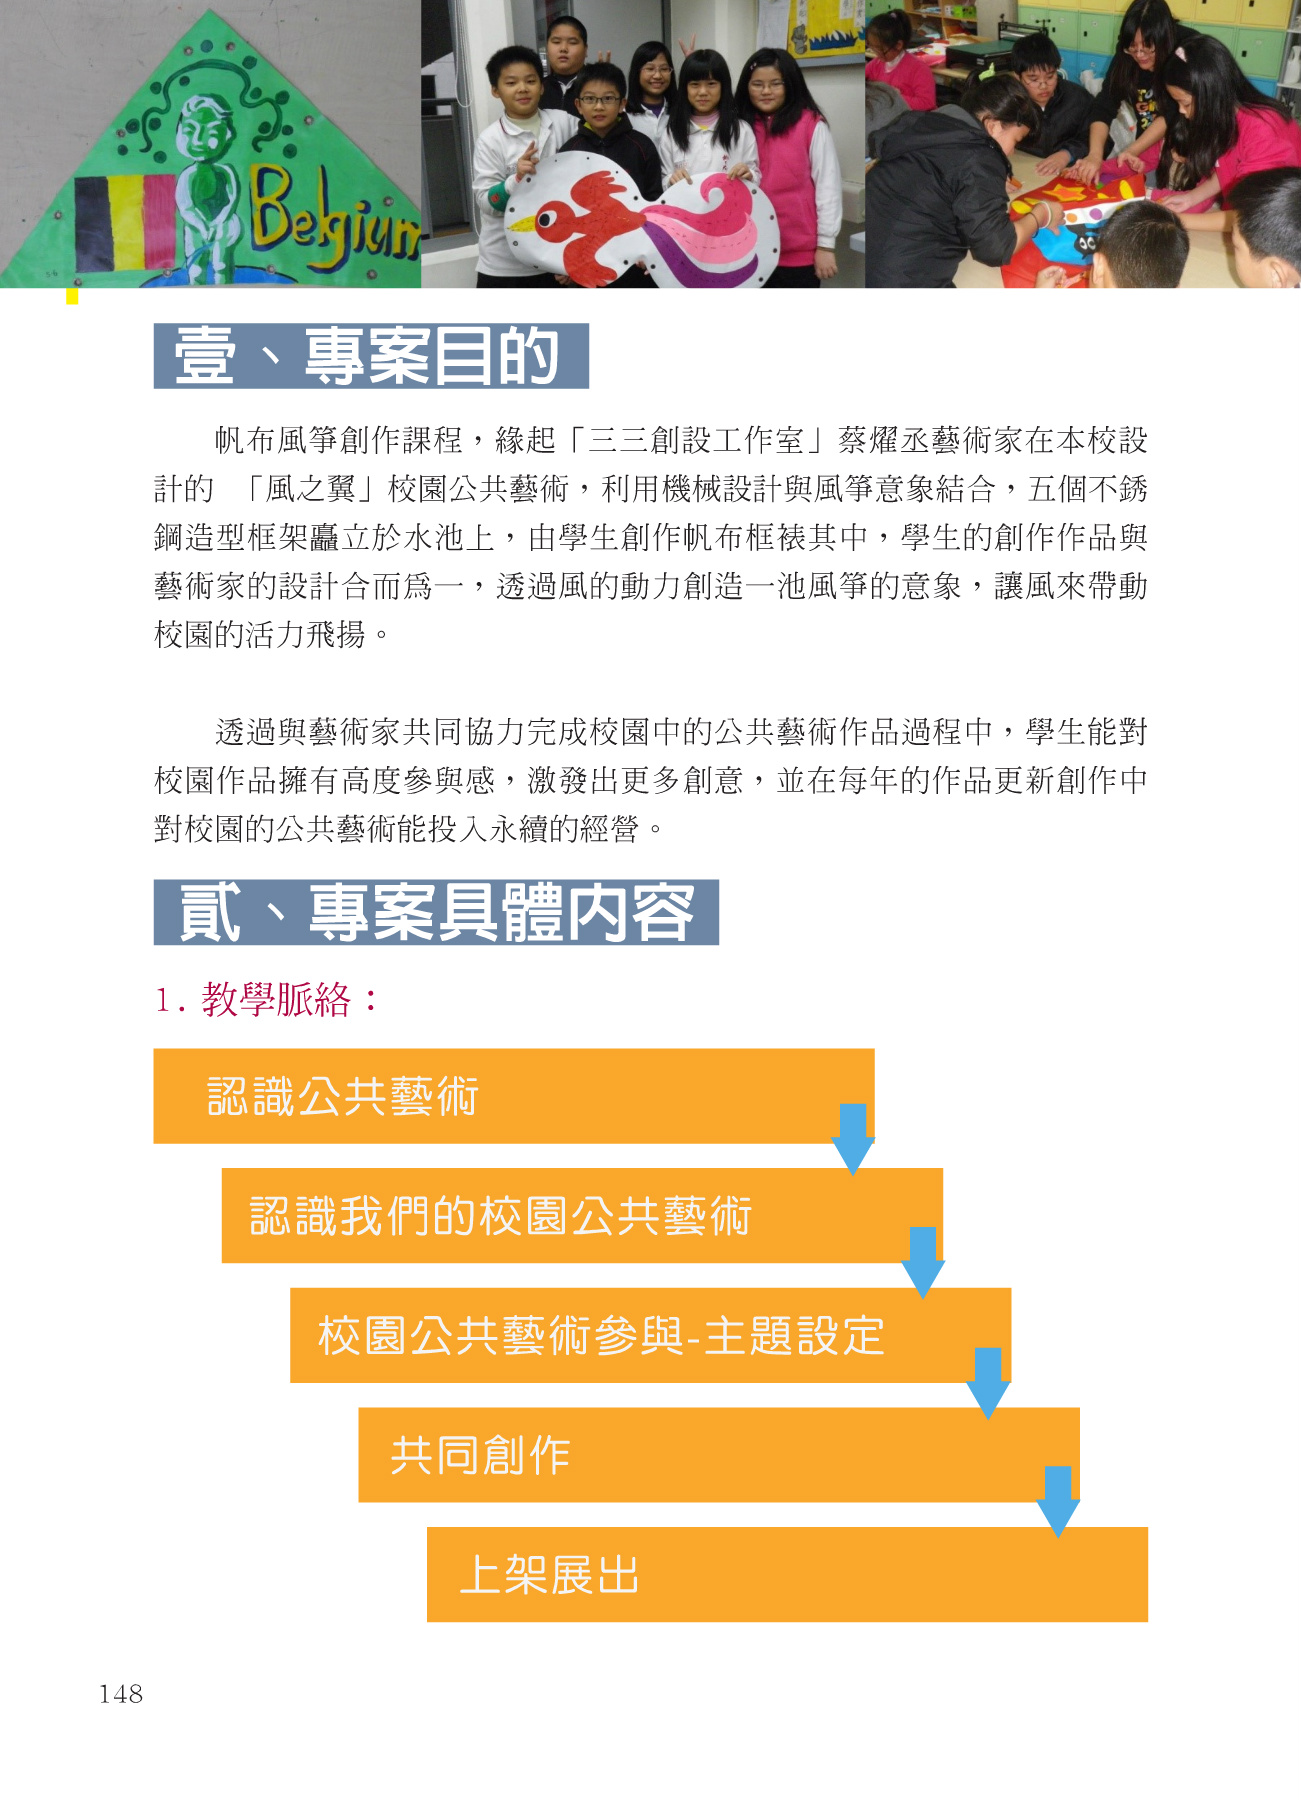 Belgium
壹、專案目的
帆布風箏創作課程，緣起「三三創設工作室」蔡燿丞藝術家在本校設
計的　「風之翼」校園公共藝術，利用機械設計與風箏意象結合，五個不銹
鋼造型框架矗立於水池上，由學生創作帆布框裱其中，學生的創作作品與
藝術家的設計合而為一，透過風的動力創造一池風箏的意象，讓風來帶動
校園的活力飛揚。
透過與藝術家共同協力完成校園中的公共藝術作品過程中，學生能對
校園作品擁有高度參與感，激發出更多創意，並在每年的作品更新創作中
對校園的公共藝術能投入永續的經營。
貳、專案具體内容
1. 教學脈絡：
認識公共藝術
認識我們的校園公共藝術
校園公共藝術參與-主題設定
共同創作
上架展出
148